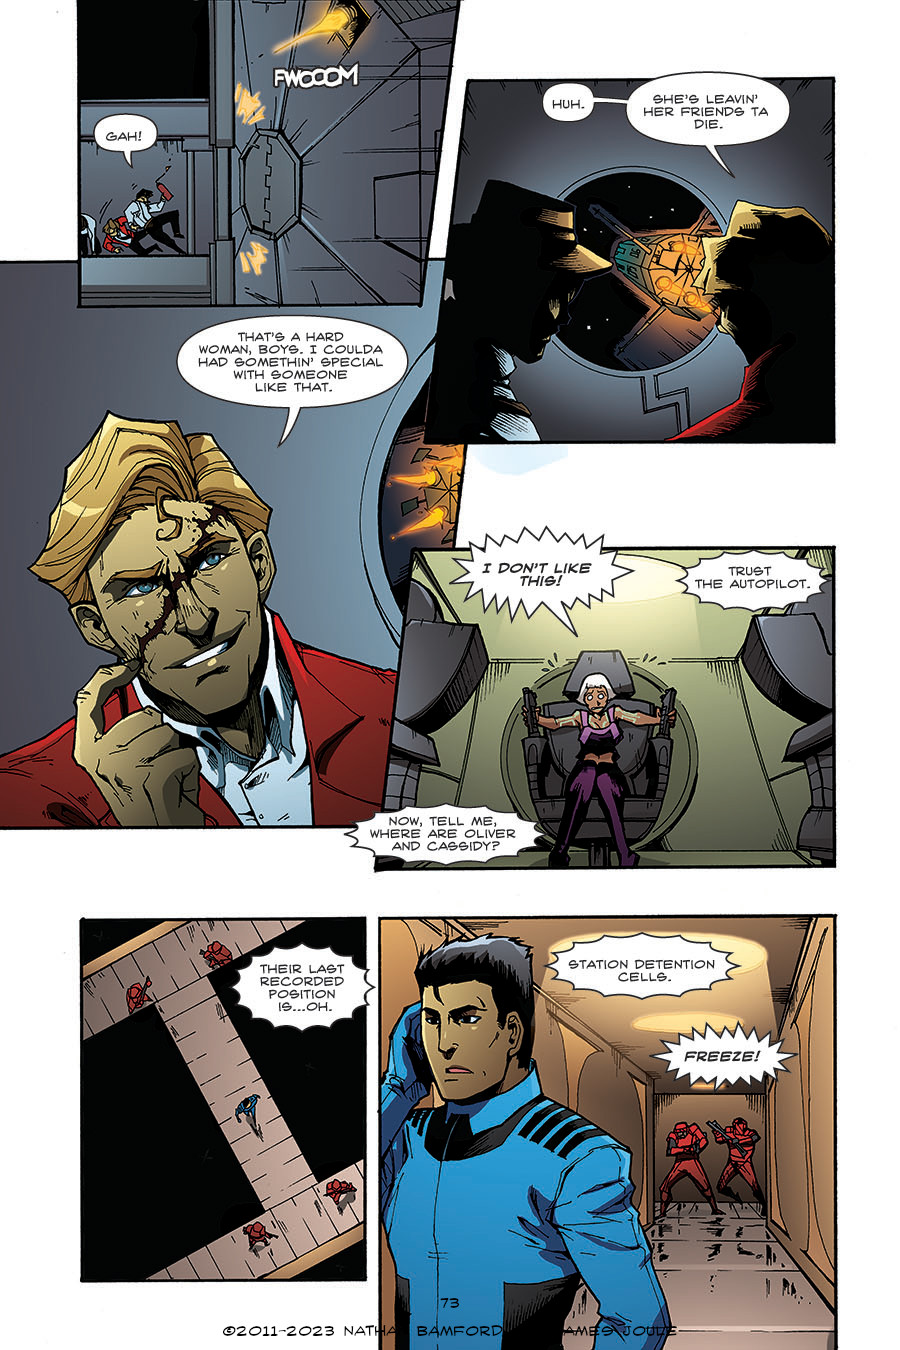 FWOOOM
GAH!
HUH.
SHE'S LEAVIN'
HER FRIENDS TA
DIE.
THAT'S A HARD
WOMAN, BOYS. I COULDA
HAD SOMETHIN' SPECIAL
WITH SOMEONE
LIKE THAT.
I DON'T LIKE
THIS!
TRUST
THE AUTOPILOT.
NOW, TELL ME,
WHERE ARE OLIVER
AND CASSIDY?
THEIR LAST
RECORDED
POSITION
IS...OH.
STATION DETENTION
CELLS.
FREEZE!
73
©2011-2023 NATHAN BAMFORD JAMES JOULE